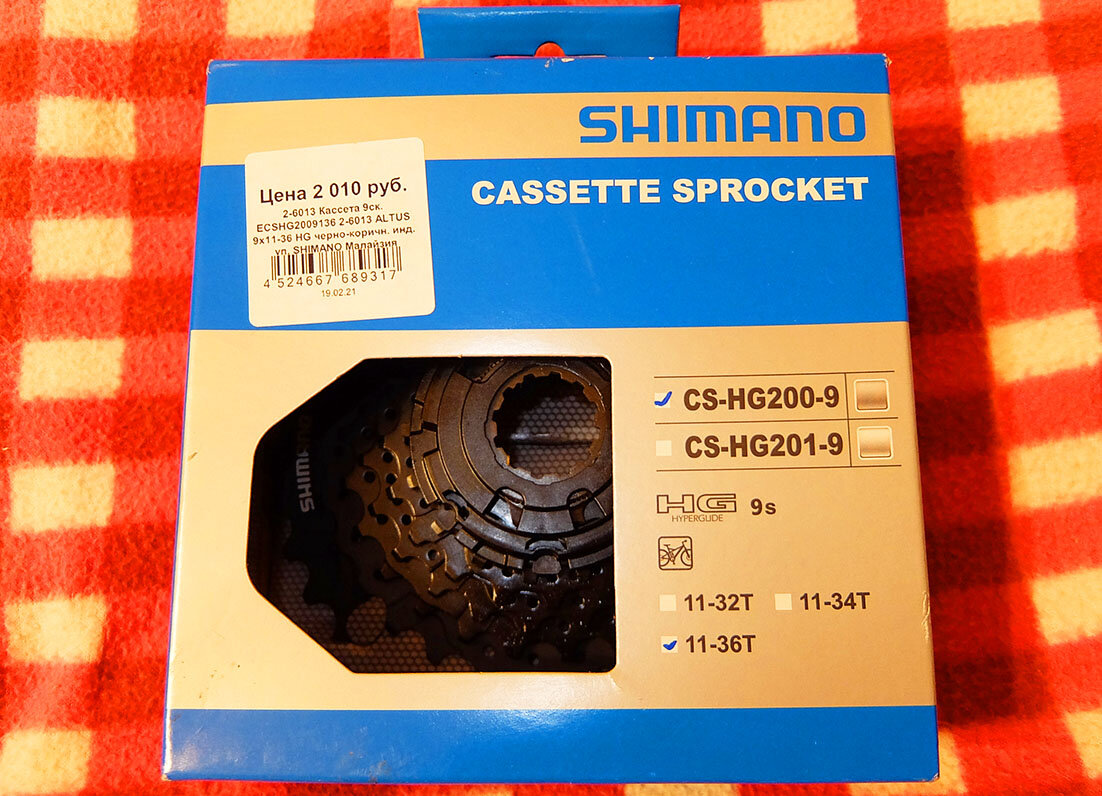 SHIMANO
CASSETTE SPROCKET
Цена 2 010 руб.
2-6013 Кассета 9ск.
ECSHG2009136 2-6013 ALTUS
9x11-36 HG черно-коричн. инд.
уп. SHIMANO Малайзия
4 524667 689317
19.02.21
SHIMANO
CS-HG200-9
CS-HG201-9
HG 9s
HYPERGLIDE
11-32T 11-34T
11-36T